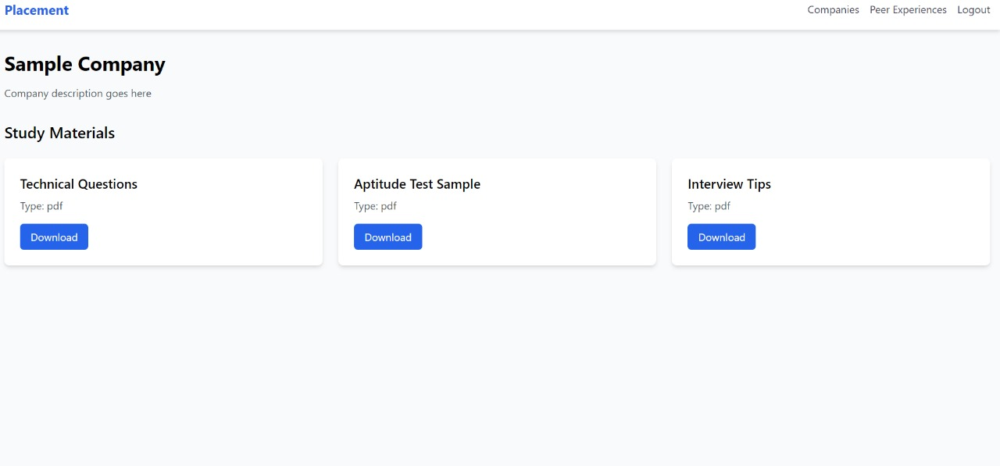 Placement
Companies Peer Experiences Logout
Sample Company
Company description goes here
Study Materials
Technical Questions
Type: pdf
Download
Aptitude Test Sample
Type: pdf
Download
Interview Tips
Type: pdf
Download